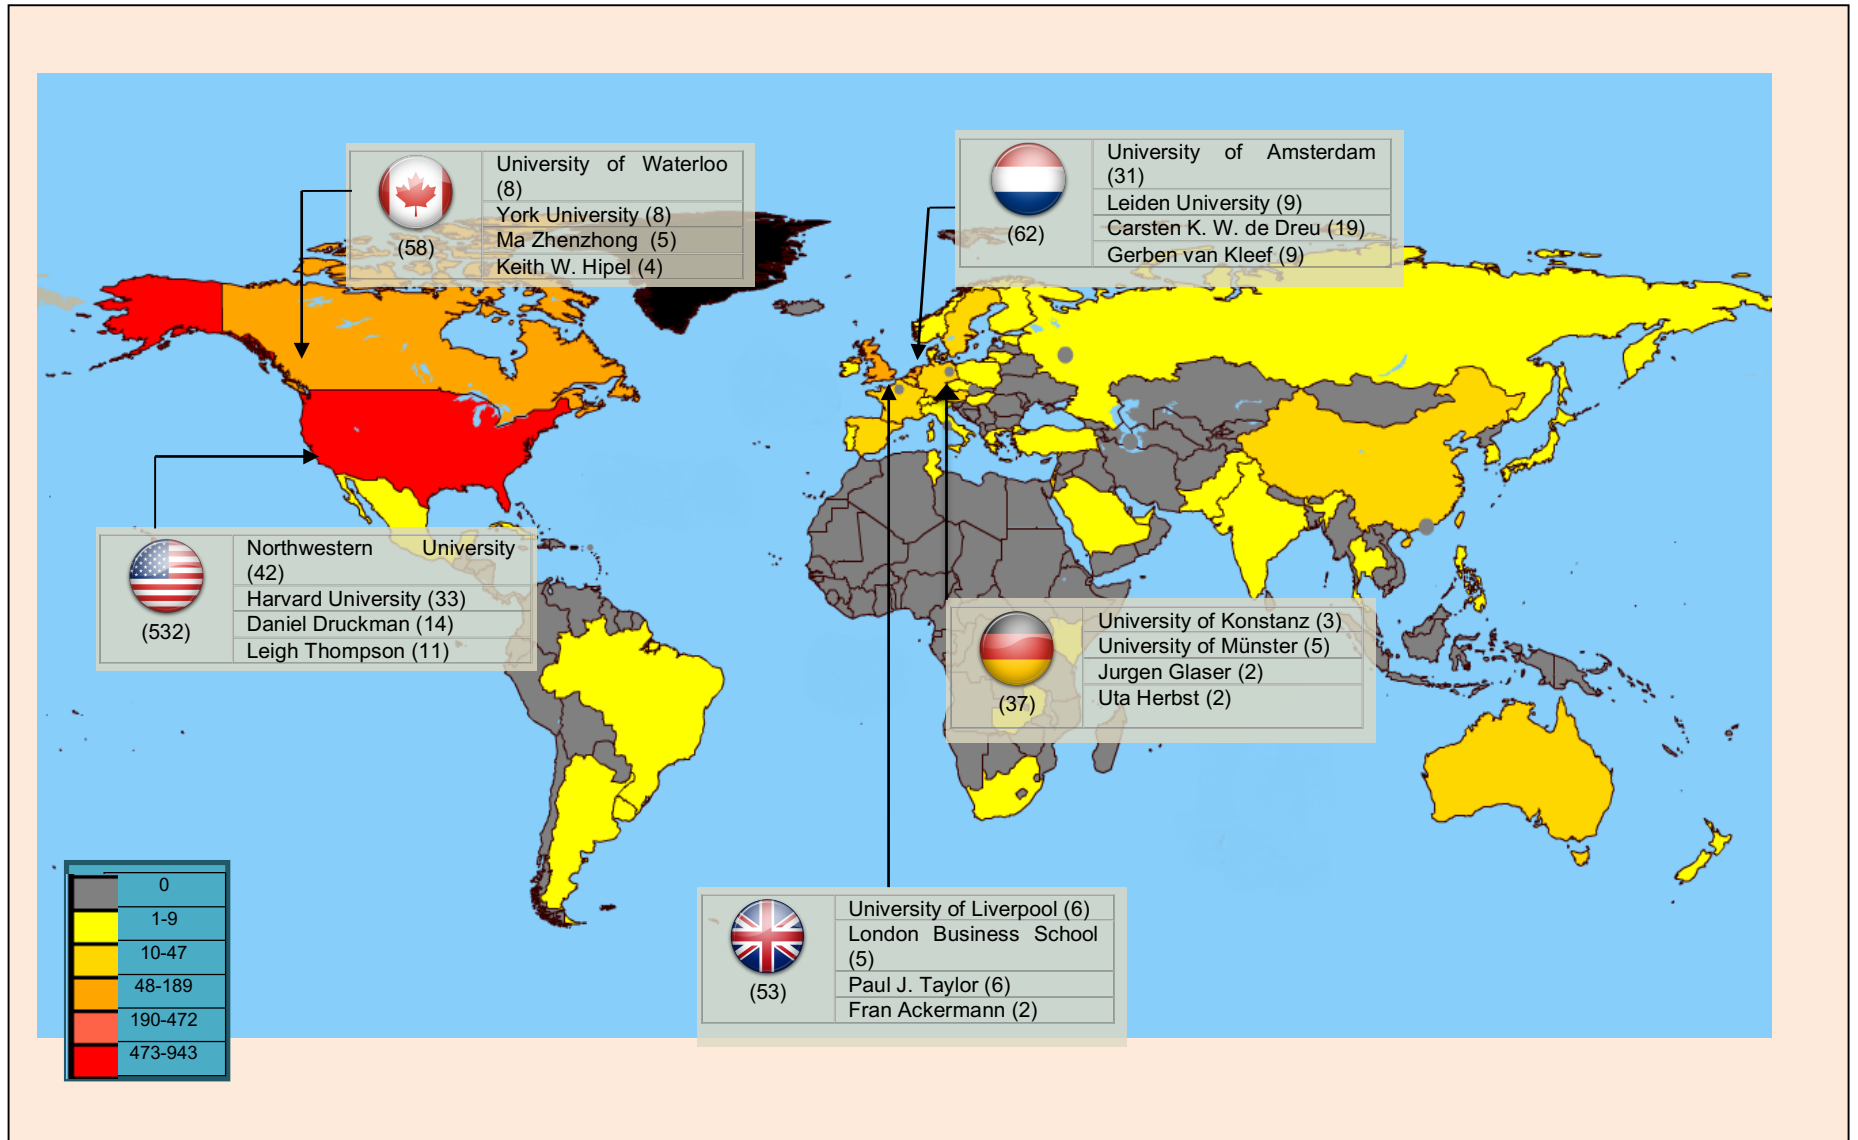 University of Waterloo
(8)
York University (8)
Ma Zhenzhong (5)
Keith W. Hipel (4)
(58)
University of Amsterdam
(31)
Leiden University (9)
Carsten K. W. de Dreu (19)
Gerben van Kleef (9)
(62)
Northwestern University
(42)
Harvard University (33)
Daniel Druckman (14)
Leigh Thompson (11)
(532)
University of Konstanz (3)
University of Münster (5)
Jurgen Glaser (2)
Uta Herbst (2)
(37)
University of Liverpool (6)
London Business School
(5)
Paul J. Taylor (6)
Fran Ackermann (2)
(53)
0
1-9
10-47
48-189
190-472
473-943